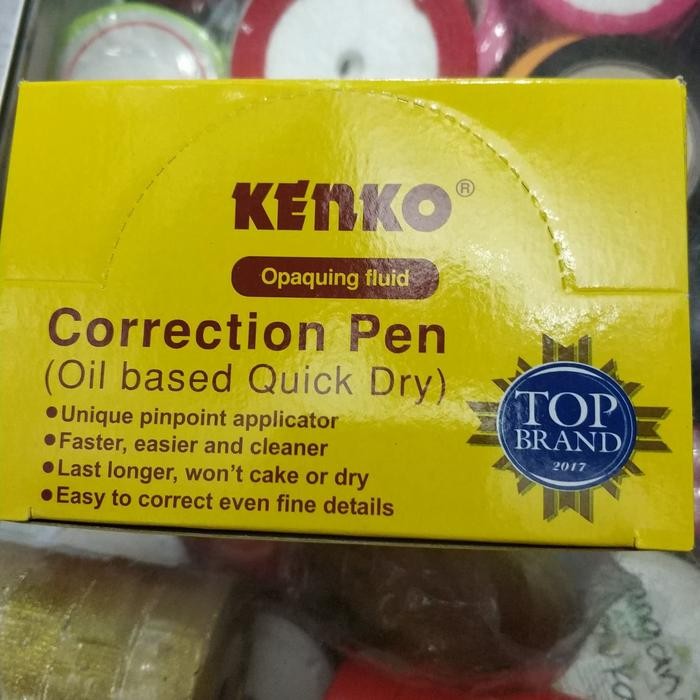 KENKO®
Opaquing fluid
Correction Pen
(Oil based Quick Dry)
•Unique pinpoint applicator
•Faster, easier and cleaner
•Last longer, won't cake or dry
•Easy to correct even fine details
TOP
BRAND
2017